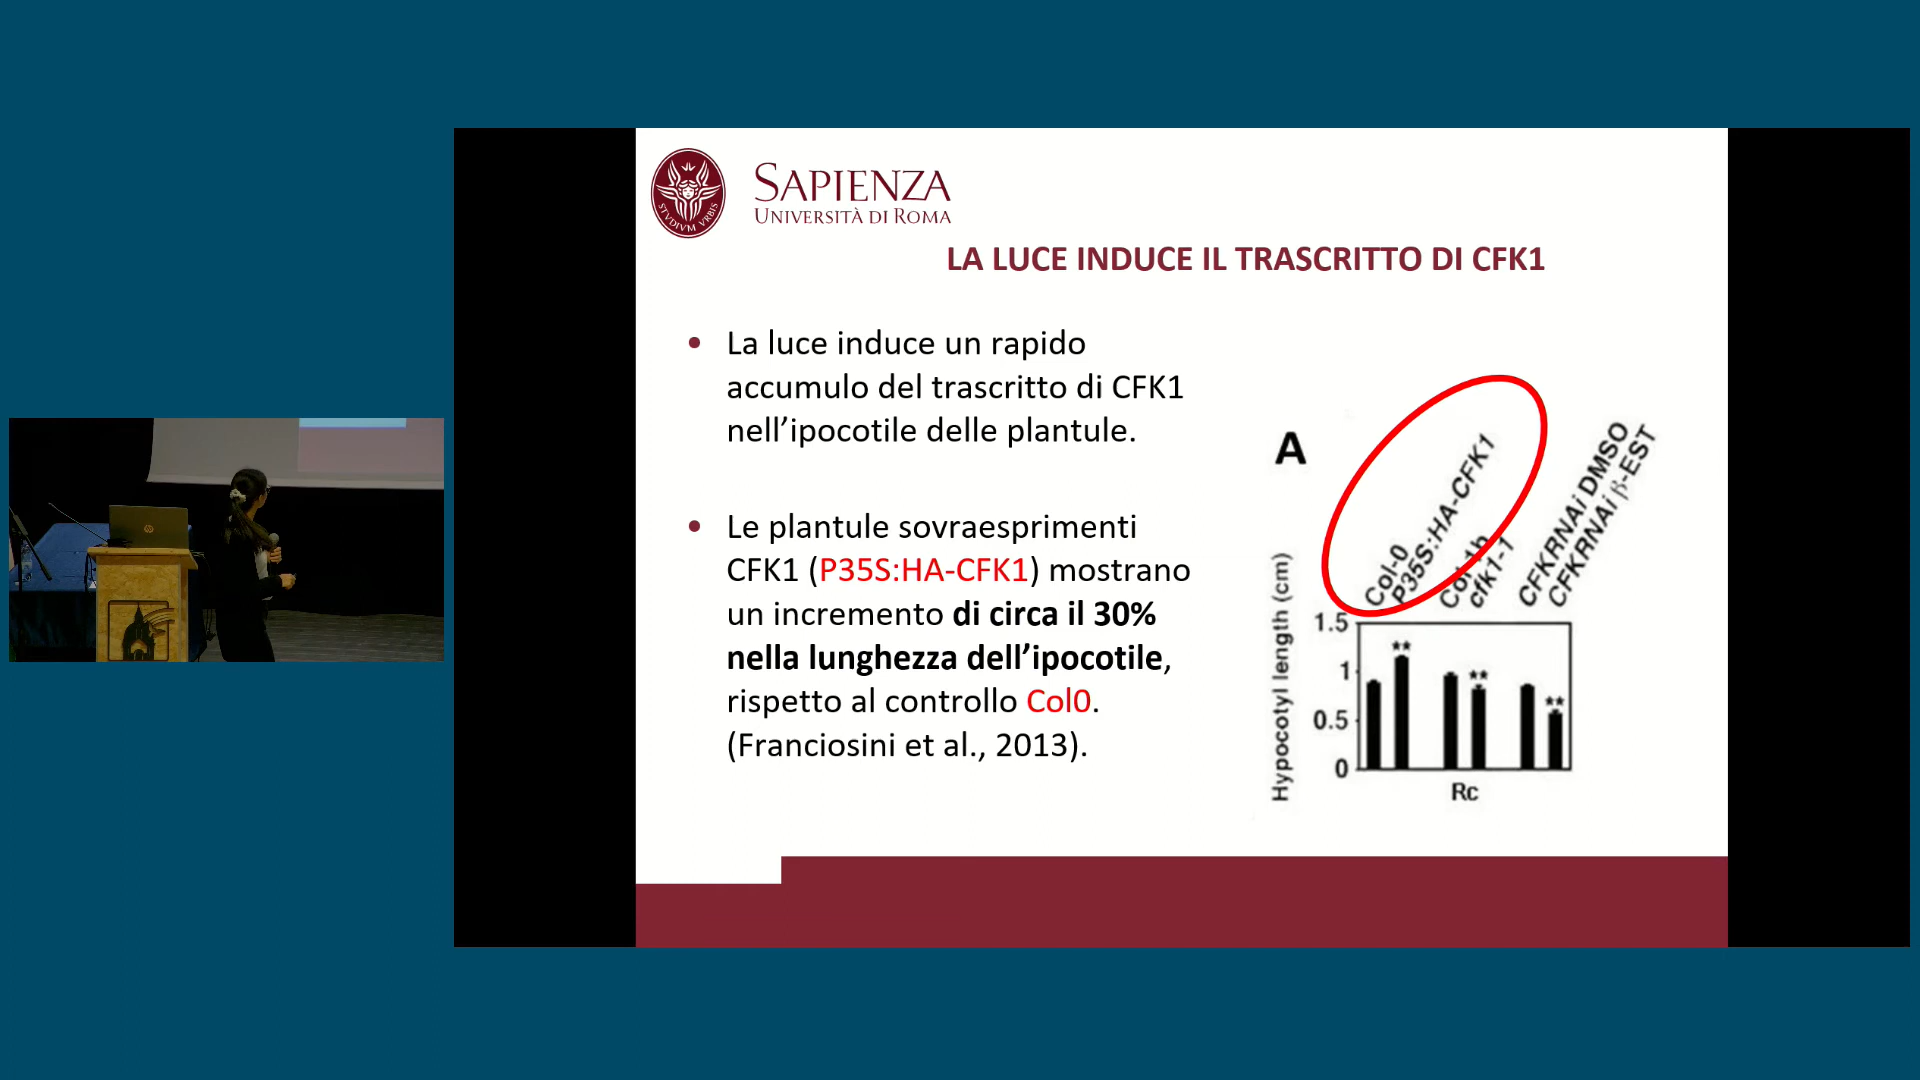 SAPIENZA
UNIVERSITÀ DI ROMA
STVDIVM VRBIS
LA LUCE INDUCE IL TRASCRITTO DI CFK1
• La luce induce un rapido
accumulo del trascritto di CFK1
nell’ipocotile delle plantule.
• Le plantule sovraesprimenti
CFK1 (P35S:HA-CFK1) mostrano
un incremento di circa il 30%
nella lunghezza dell’ipocotile,
rispetto al controllo Col0.
(Franciosini et al., 2013).
A
Col-0
P35S:HA-CFK1
cfk1-1
CFKRNAi DMSO
CFKRNAi β-EST
Hypocotyl length (cm)
1.5
1
0.5
0
**
**
**
Rc
hp